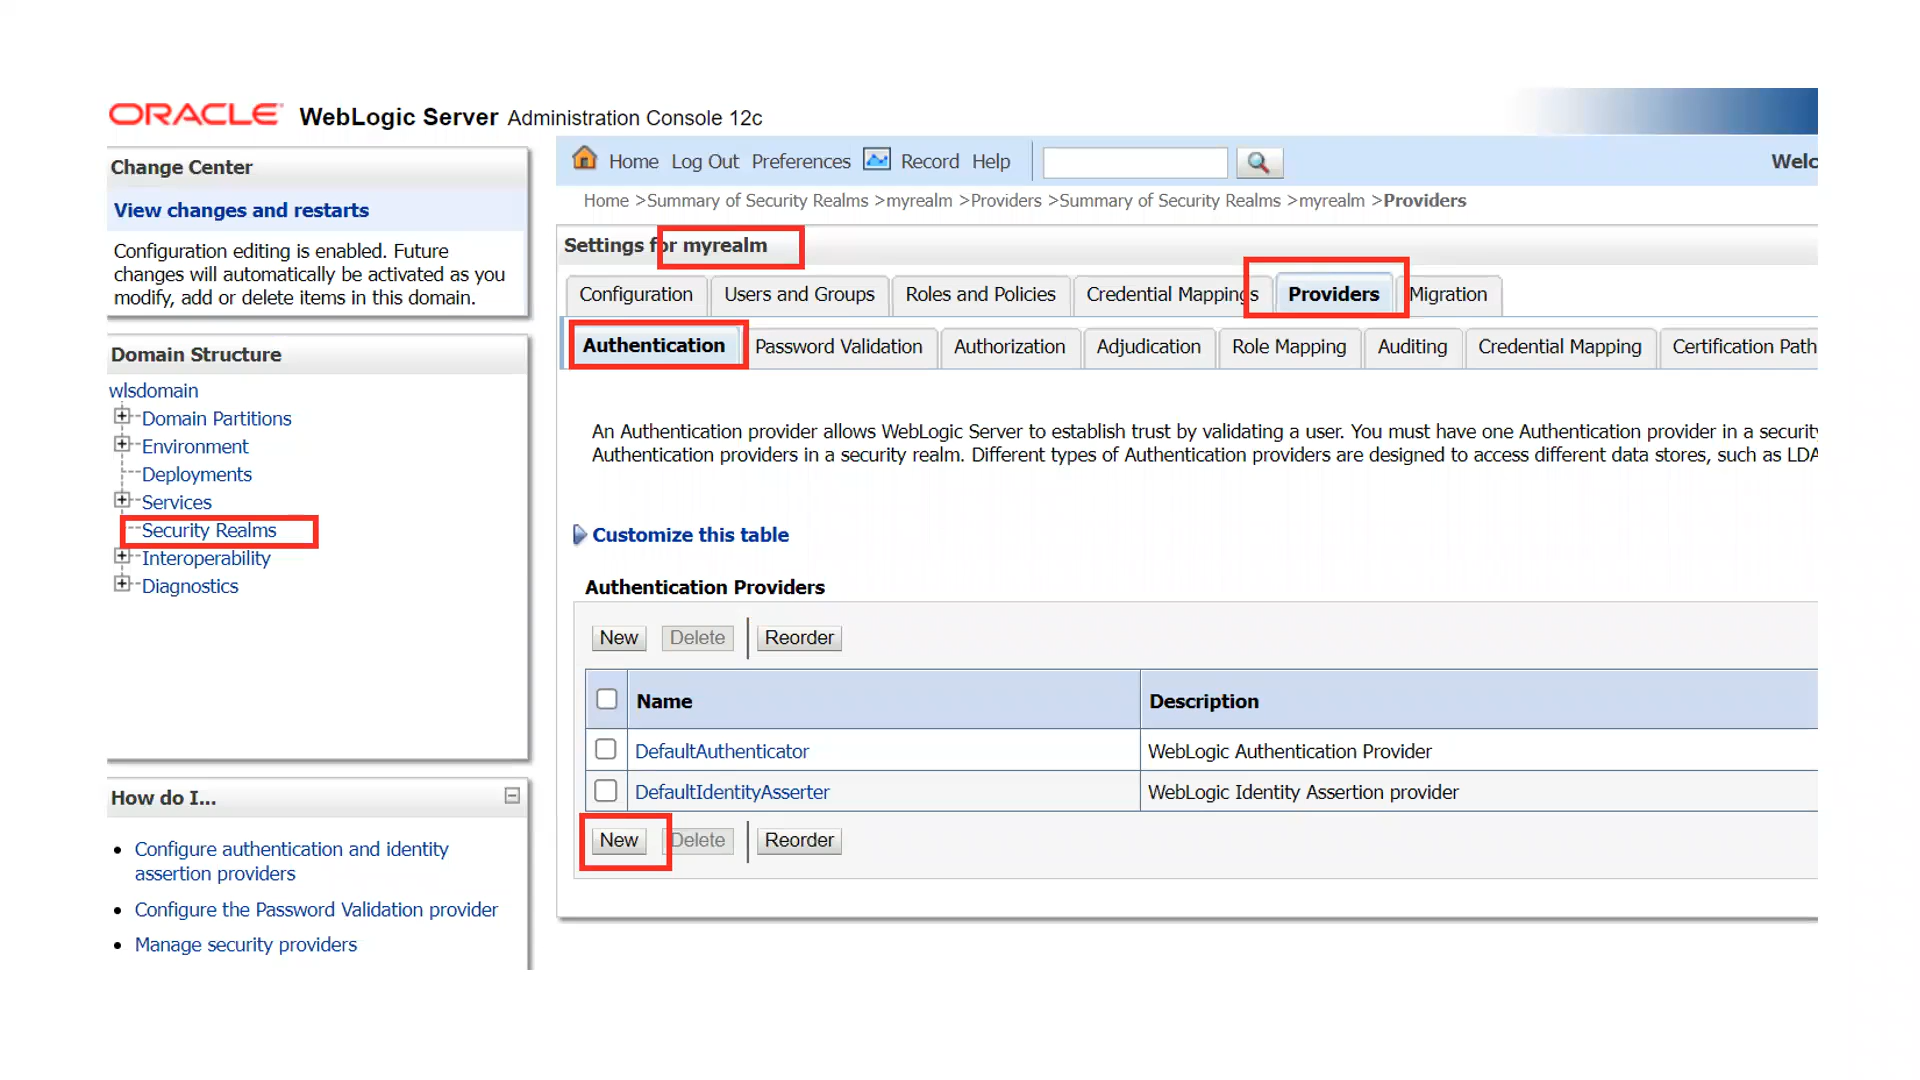 ORACLE WebLogic Server Administration Console 12c
Change Center
View changes and restarts
Configuration editing is enabled. Future
changes will automatically be activated as you
modify, add or delete items in this domain.
Domain Structure
wlsdomain
Domain Partitions
Environment
Deployments
Services
Security Realms
Interoperability
Diagnostics
How do I...
Configure authentication and identity
assertion providers
Configure the Password Validation provider
Manage security providers
Home Log Out Preferences Record Help
Welc
Home >Summary of Security Realms >myrealm >Providers >Summary of Security Realms >myrealm >Providers
Settings for myrealm
Configuration Users and Groups Roles and Policies Credential Mappings Providers Migration
Authentication Password Validation Authorization Adjudication Role Mapping Auditing Credential Mapping Certification Path
An Authentication provider allows WebLogic Server to establish trust by validating a user. You must have one Authentication provider in a security
Authentication providers in a security realm. Different types of Authentication providers are designed to access different data stores, such as LDA
Customize this table
Authentication Providers
New Delete Reorder
Name Description
DefaultAuthenticator WebLogic Authentication Provider
DefaultIdentityAsserter WebLogic Identity Assertion provider
New Delete Reorder